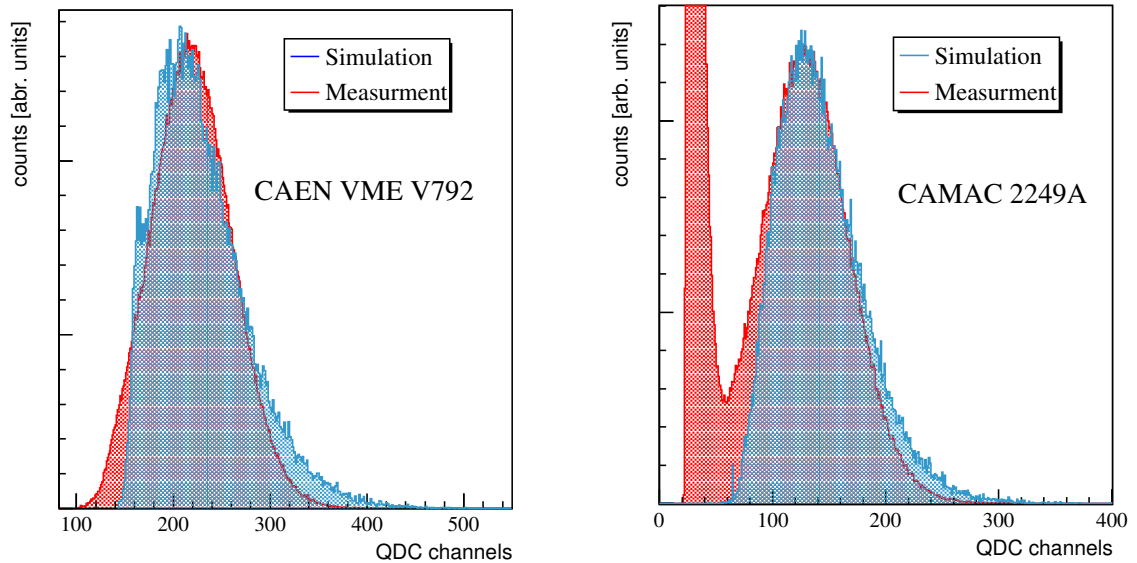 counts [abr. units]
Simulation
Measurment
CAEN VME V792
100
200
300
400
500
QDC channels
counts [arb. units]
Simulation
Measurment
CAMAC 2249A
0
100
200
300
400
QDC channels